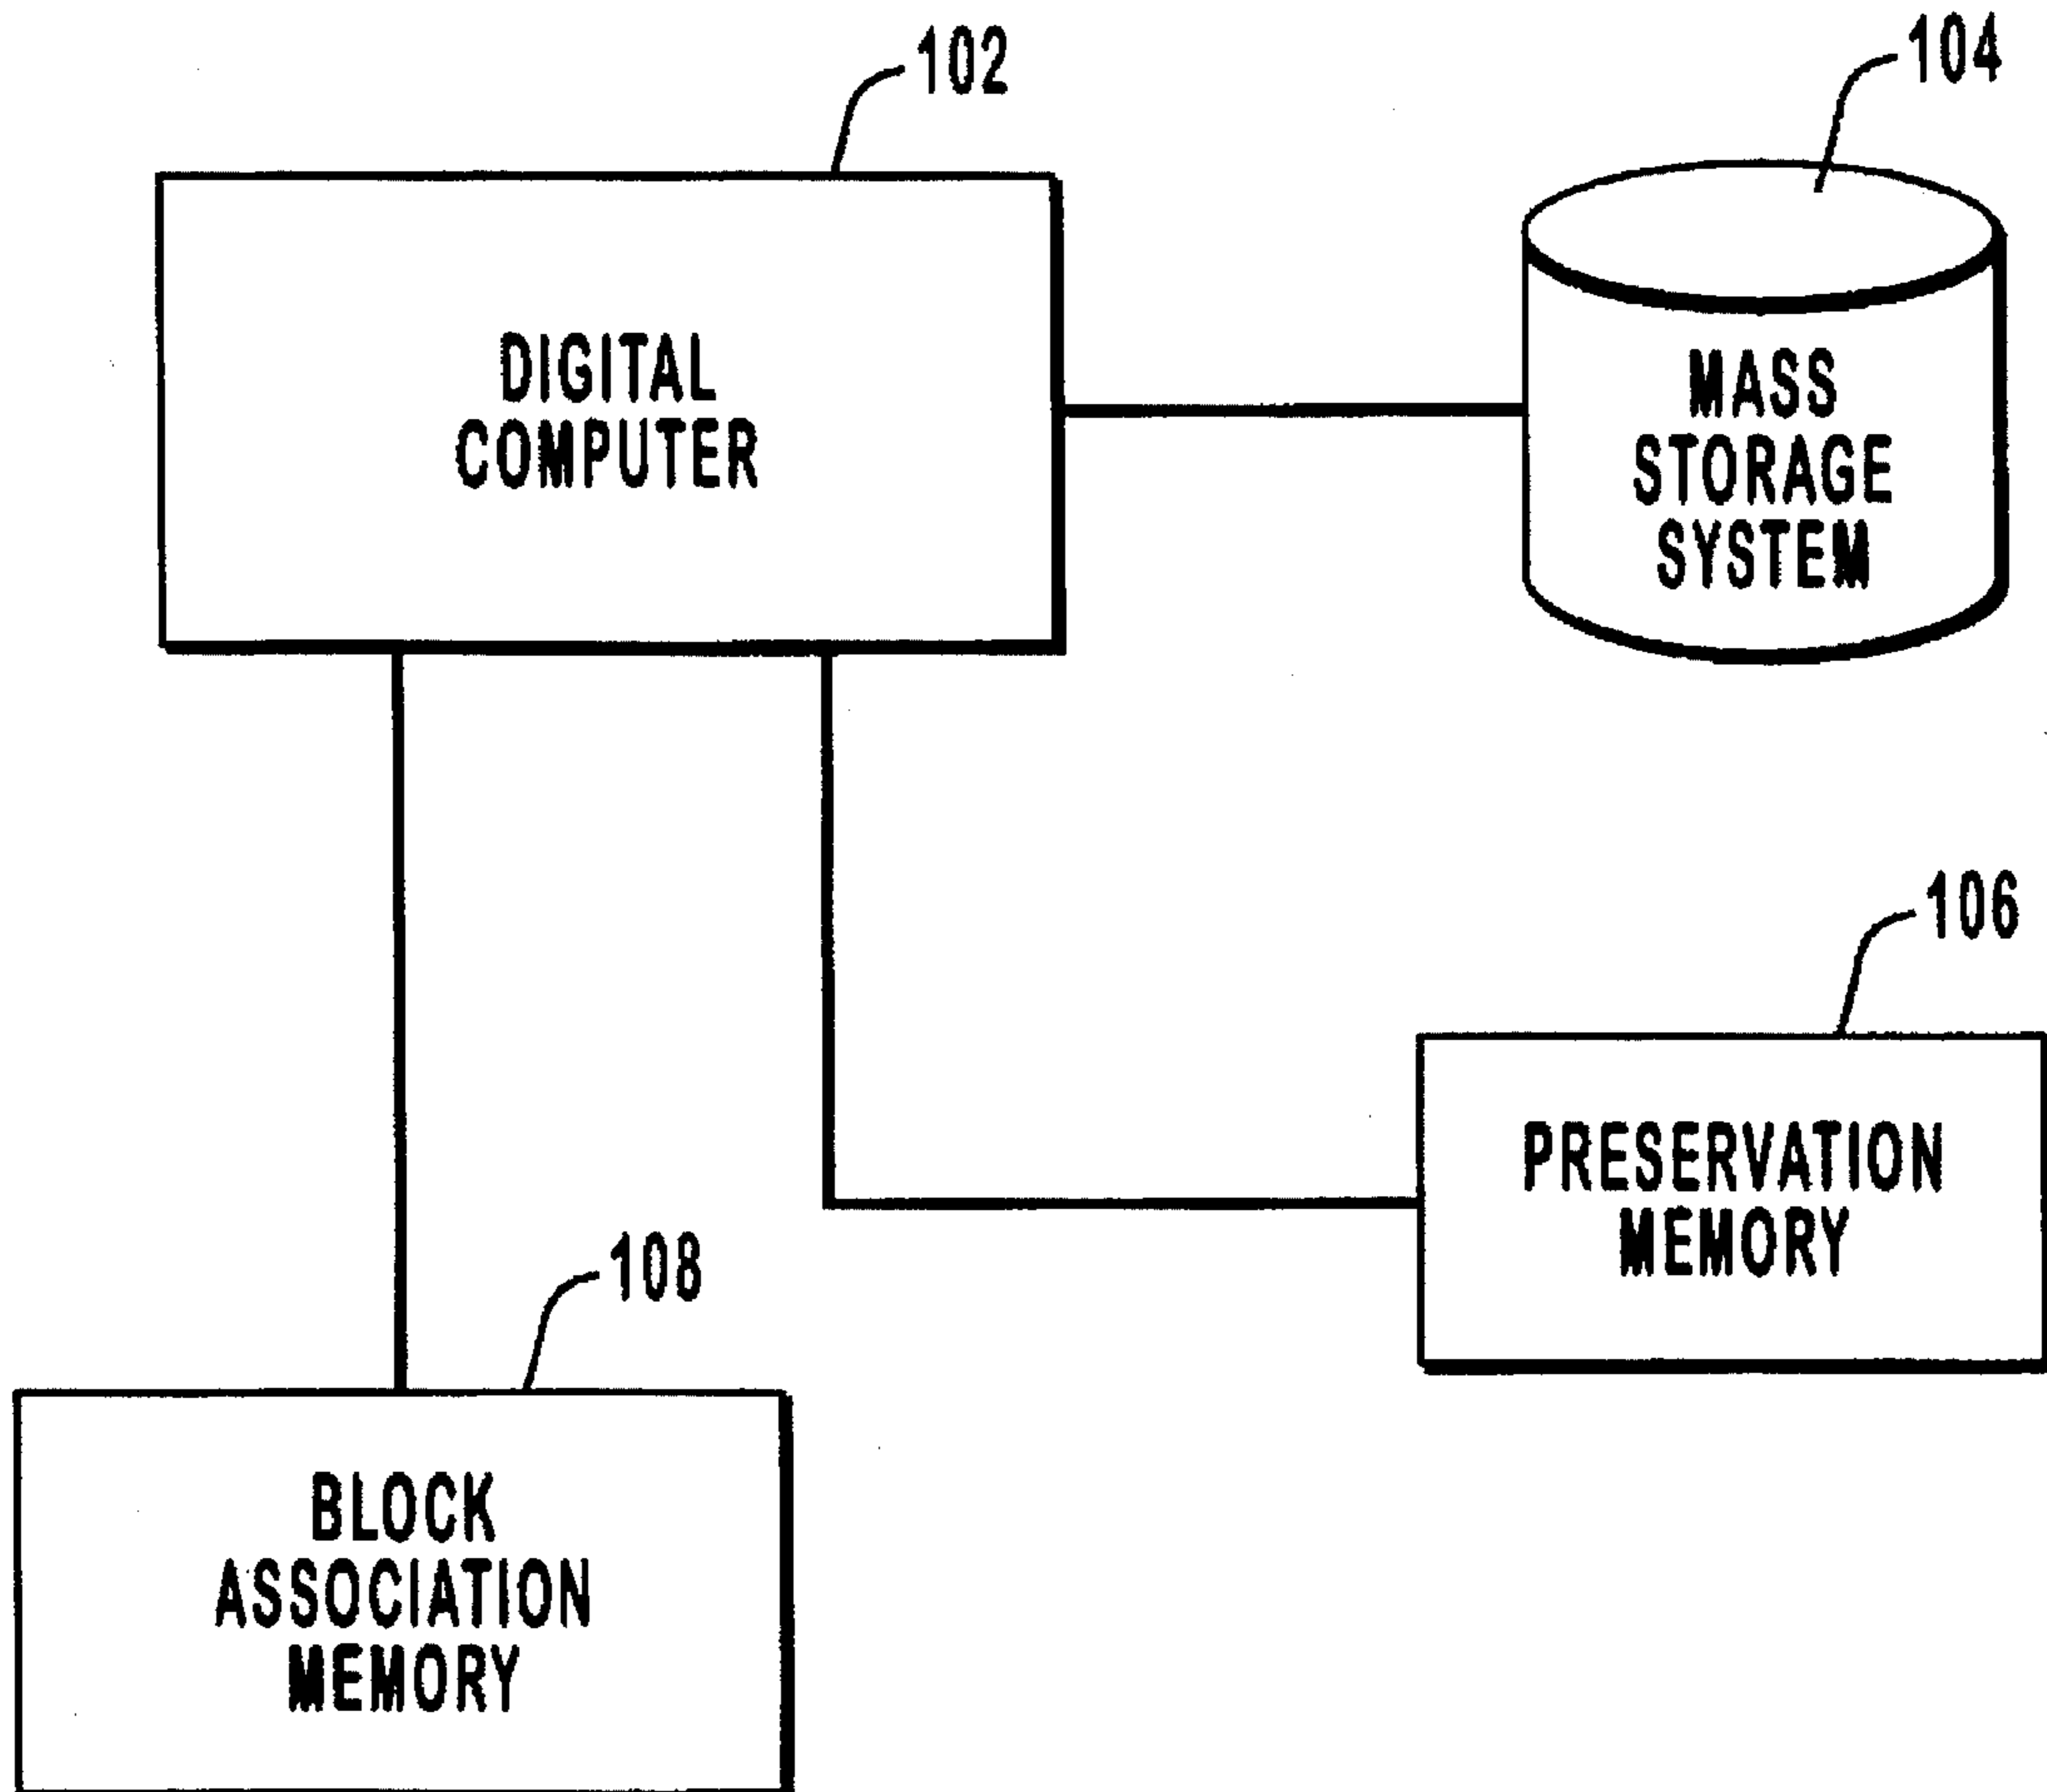 102
104
DIGITAL
COMPUTER
MASS
STORAGE
SYSTEM
106
PRESERVATION
MEMORY
108
BLOCK
ASSOCIATION
MEMORY